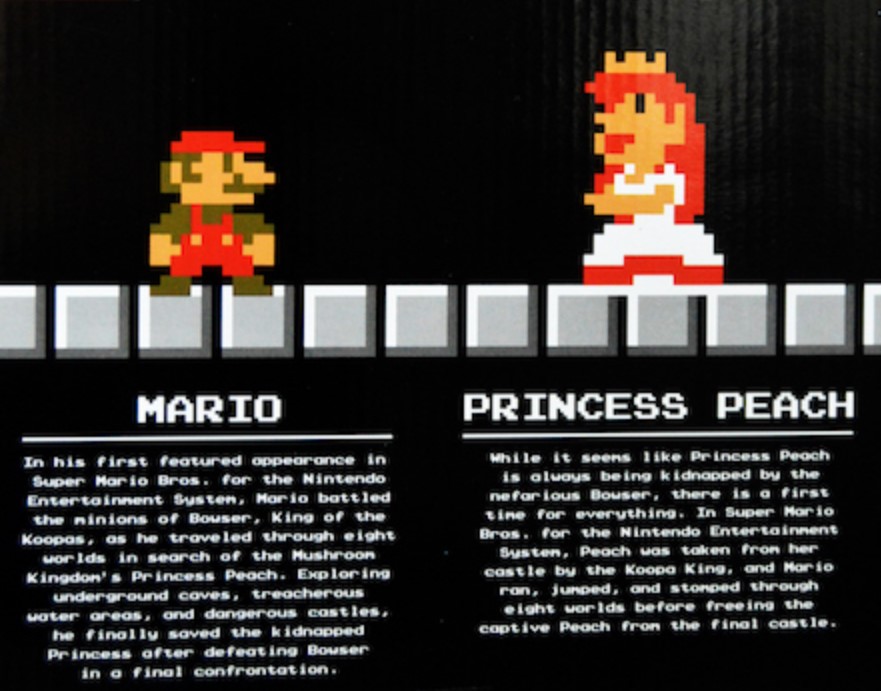 MARIO
In his first featured appearance in
Super Mario Bros. for the Nintendo
Entertainment System, Mario battled
the minions of Bowser, King of the
Koopas, as he traveled through eight
worlds in search of the Mushroom
Kingdom's Princess Peach. Exploring
underground caves, treacherous
water areas, and dangerous castles,
he finally saved the kidnapped
Princess after defeating Bowser
in a final confrontation.
PRINCESS PEACH
While it seems like Princess Peach
is always being kidnapped by the
nefarious Bowser, there is a first
time for everything. In Super Mario
Bros. for the Nintendo Entertainment
System, Peach was taken from her
castle by the Koopa King, and Mario
ran, jumped, and stomped through
eight worlds before freeing the
captive Peach from the final castle.